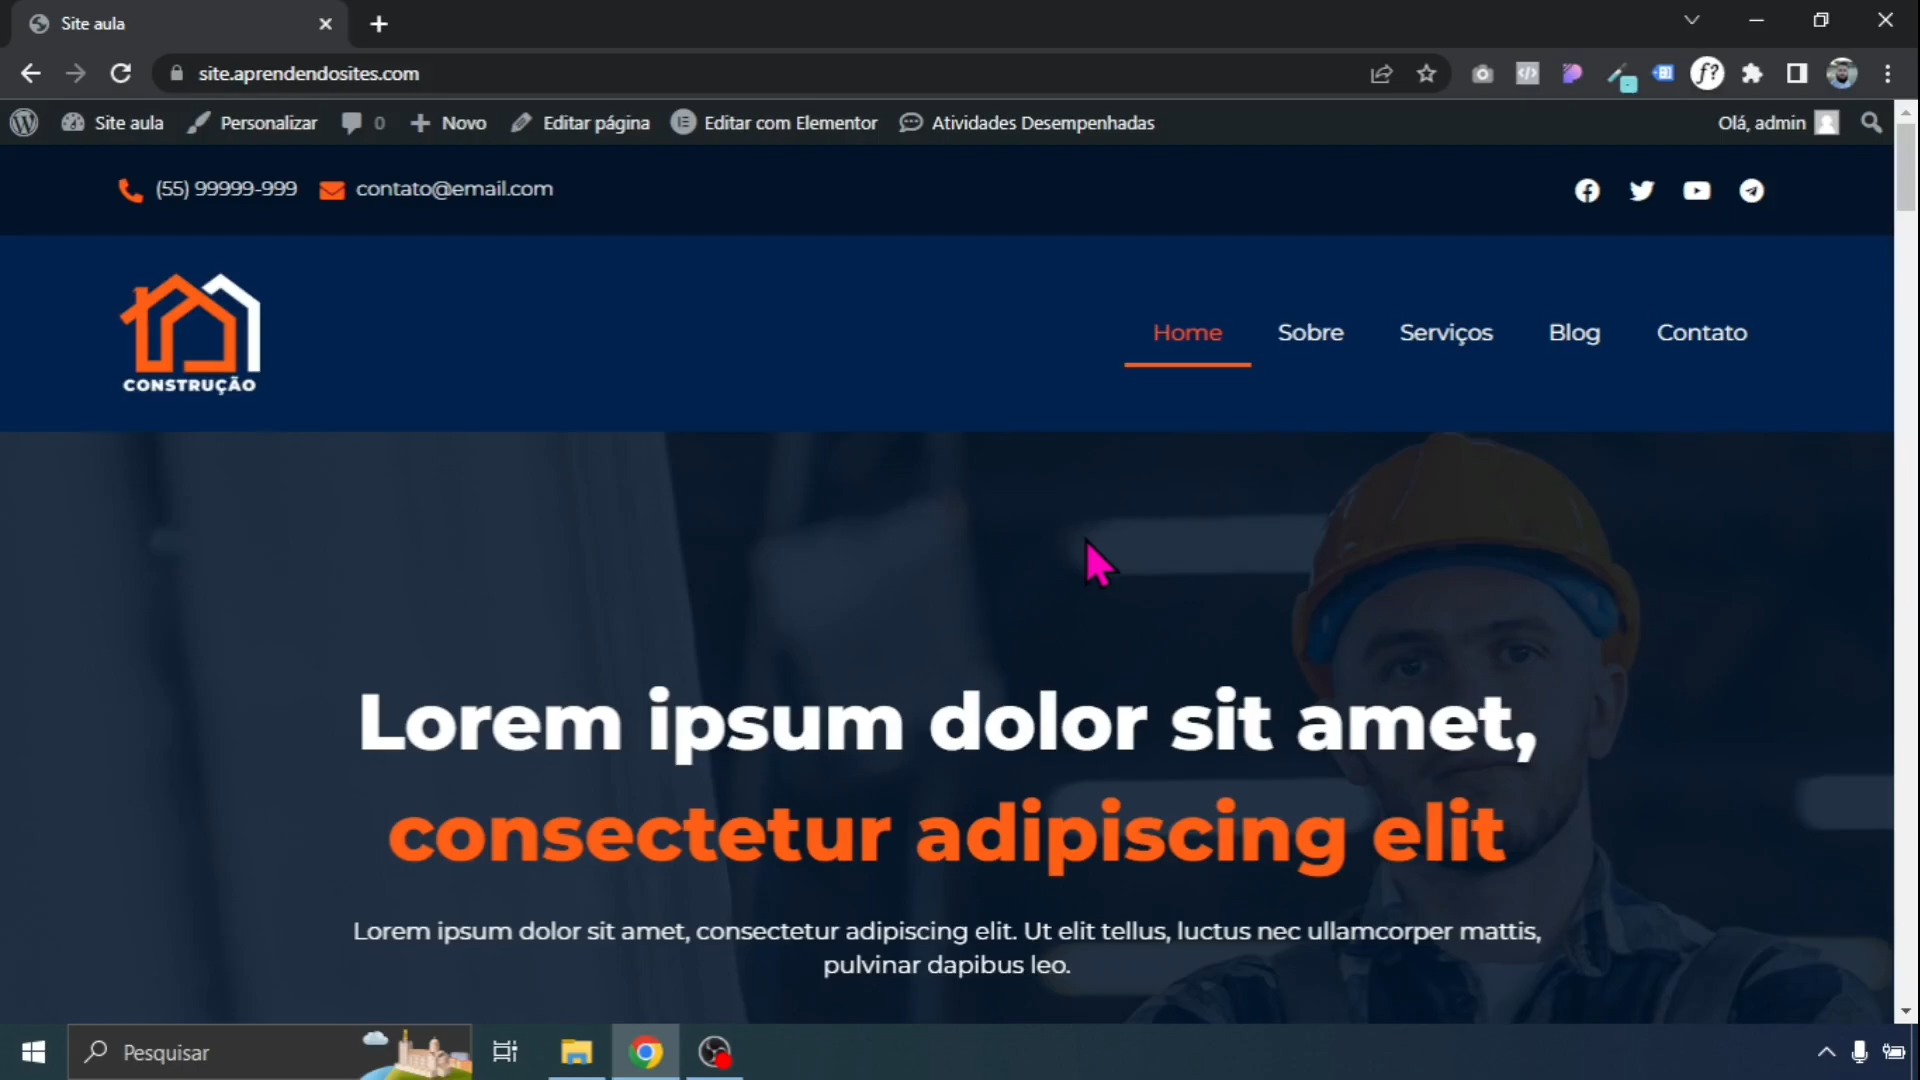 Site aula
site.aprendendosites.com
Site aula Personalizar 0 Novo Editar página Editar com Elementor Atividades Desempenhadas Olá, admin
(55) 99999-999 contato@email.com
CONSTRUÇÃO
Home Sobre Serviços Blog Contato
Lorem ipsum dolor sit amet,
consectetur adipiscing elit
Lorem ipsum dolor sit amet, consectetur adipiscing elit. Ut elit tellus, luctus nec ullamcorper mattis,
pulvinar dapibus leo.
Pesquisar